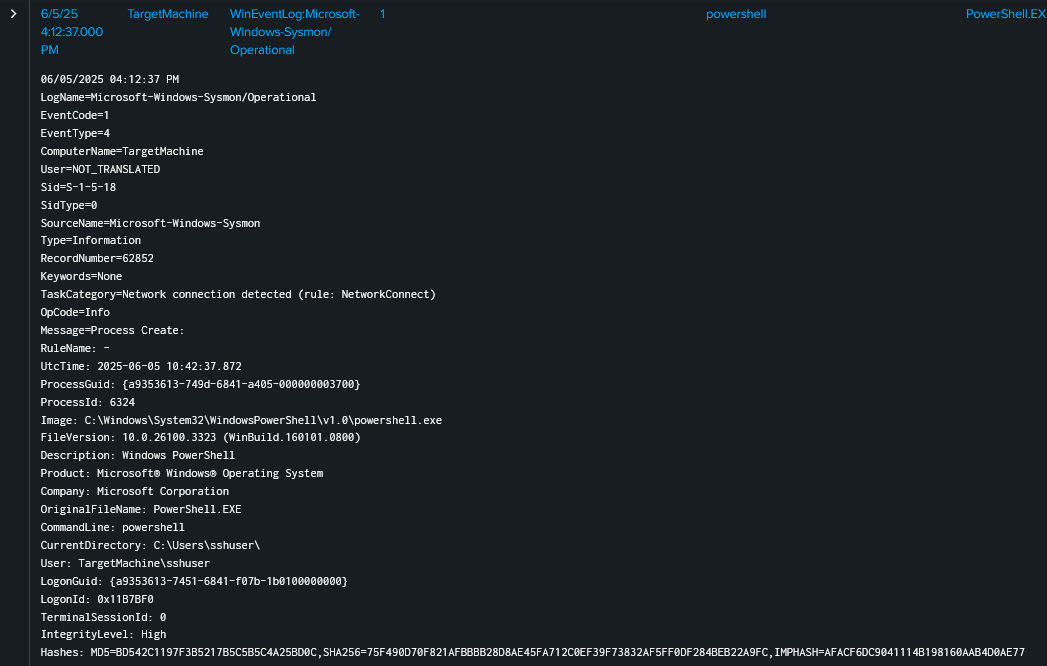 6/5/25 TargetMachine WinEventLog:Microsoft- 1 powershell PowerShell.EX
4:12:37.000 Windows-Sysmon/
PM Operational
06/05/2025 04:12:37 PM
LogName=Microsoft-Windows-Sysmon/Operational
EventCode=1
EventType=4
ComputerName=TargetMachine
User=NOT_TRANSLATED
Sid=S-1-5-18
SidType=0
SourceName=Microsoft-Windows-Sysmon
Type=Information
RecordNumber=62852
Keywords=None
TaskCategory=Network connection detected (rule: NetworkConnect)
OpCode=Info
Message=Process Create:
RuleName: -
UtcTime: 2025-06-05 10:42:37.872
ProcessGuid: {a9353613-749d-6841-a405-000000003700}
ProcessId: 6324
Image: C:\Windows\System32\WindowsPowerShell\v1.0\powershell.exe
FileVersion: 10.0.26100.3323 (WinBuild.160101.0800)
Description: Windows PowerShell
Product: Microsoft® Windows® Operating System
Company: Microsoft Corporation
OriginalFileName: PowerShell.EXE
CommandLine: powershell
CurrentDirectory: C:\Users\sshuser\
User: TargetMachine\sshuser
LogonGuid: {a9353613-7451-6841-f07b-1b0100000000}
LogonId: 0x11B7BF0
TerminalSessionId: 0
IntegrityLevel: High
Hashes: MD5=BD542C1197F3B5217B5C5B5C4A25BD0C,SHA256=75F490D70F821AFBBBB28D8AE45FA712C0EF39F73832AF5FF0DF284BEB22A9FC,IMPHASH=AFACF6DC9041114B198160AAB4D0AE77